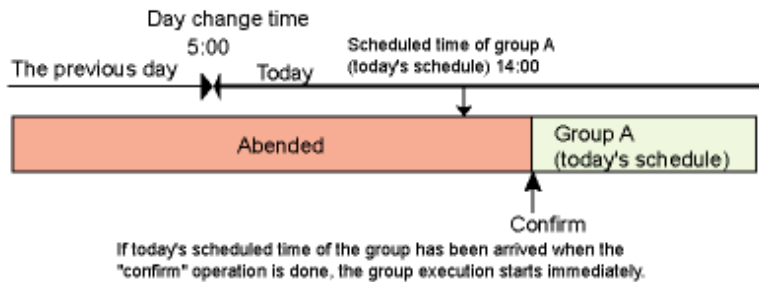 Day change time
5:00
Scheduled time of group A
(today's schedule) 14:00
The previous day
Today
Abended
Group A
(today's schedule)
Confirm
If today's scheduled time of the group has been arrived when the
"confirm" operation is done, the group execution starts immediately.